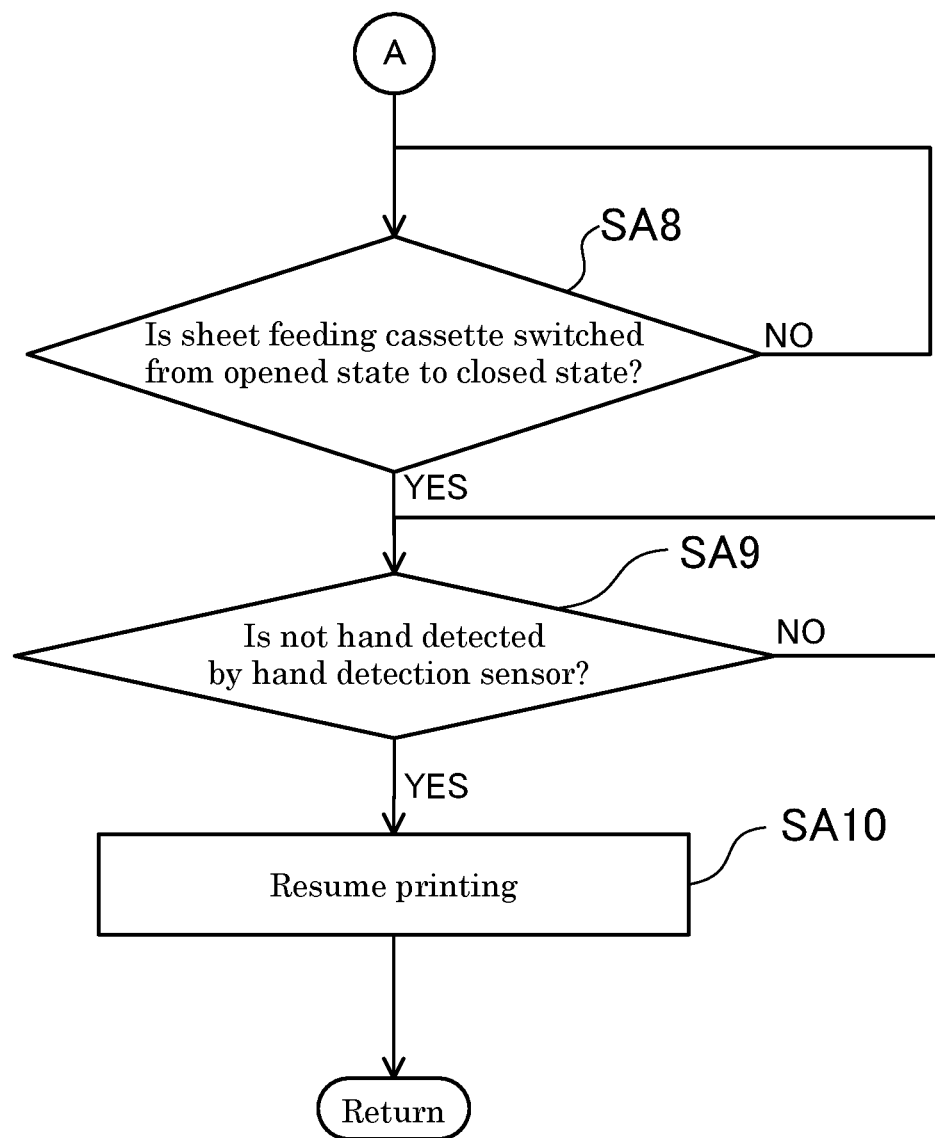 A
SA8
Is sheet feeding cassette switched
from opened state to closed state?
NO
YES
SA9
Is not hand detected
by hand detection sensor?
NO
YES
SA10
Resume printing
Return